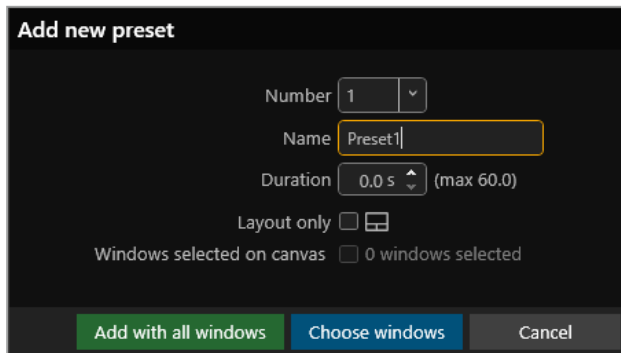 Add new preset
Number 1
Name Preset1
Duration 0.0 s (max 60.0)
Layout only
Windows selected on canvas 0 windows selected
Add with all windows Choose windows Cancel